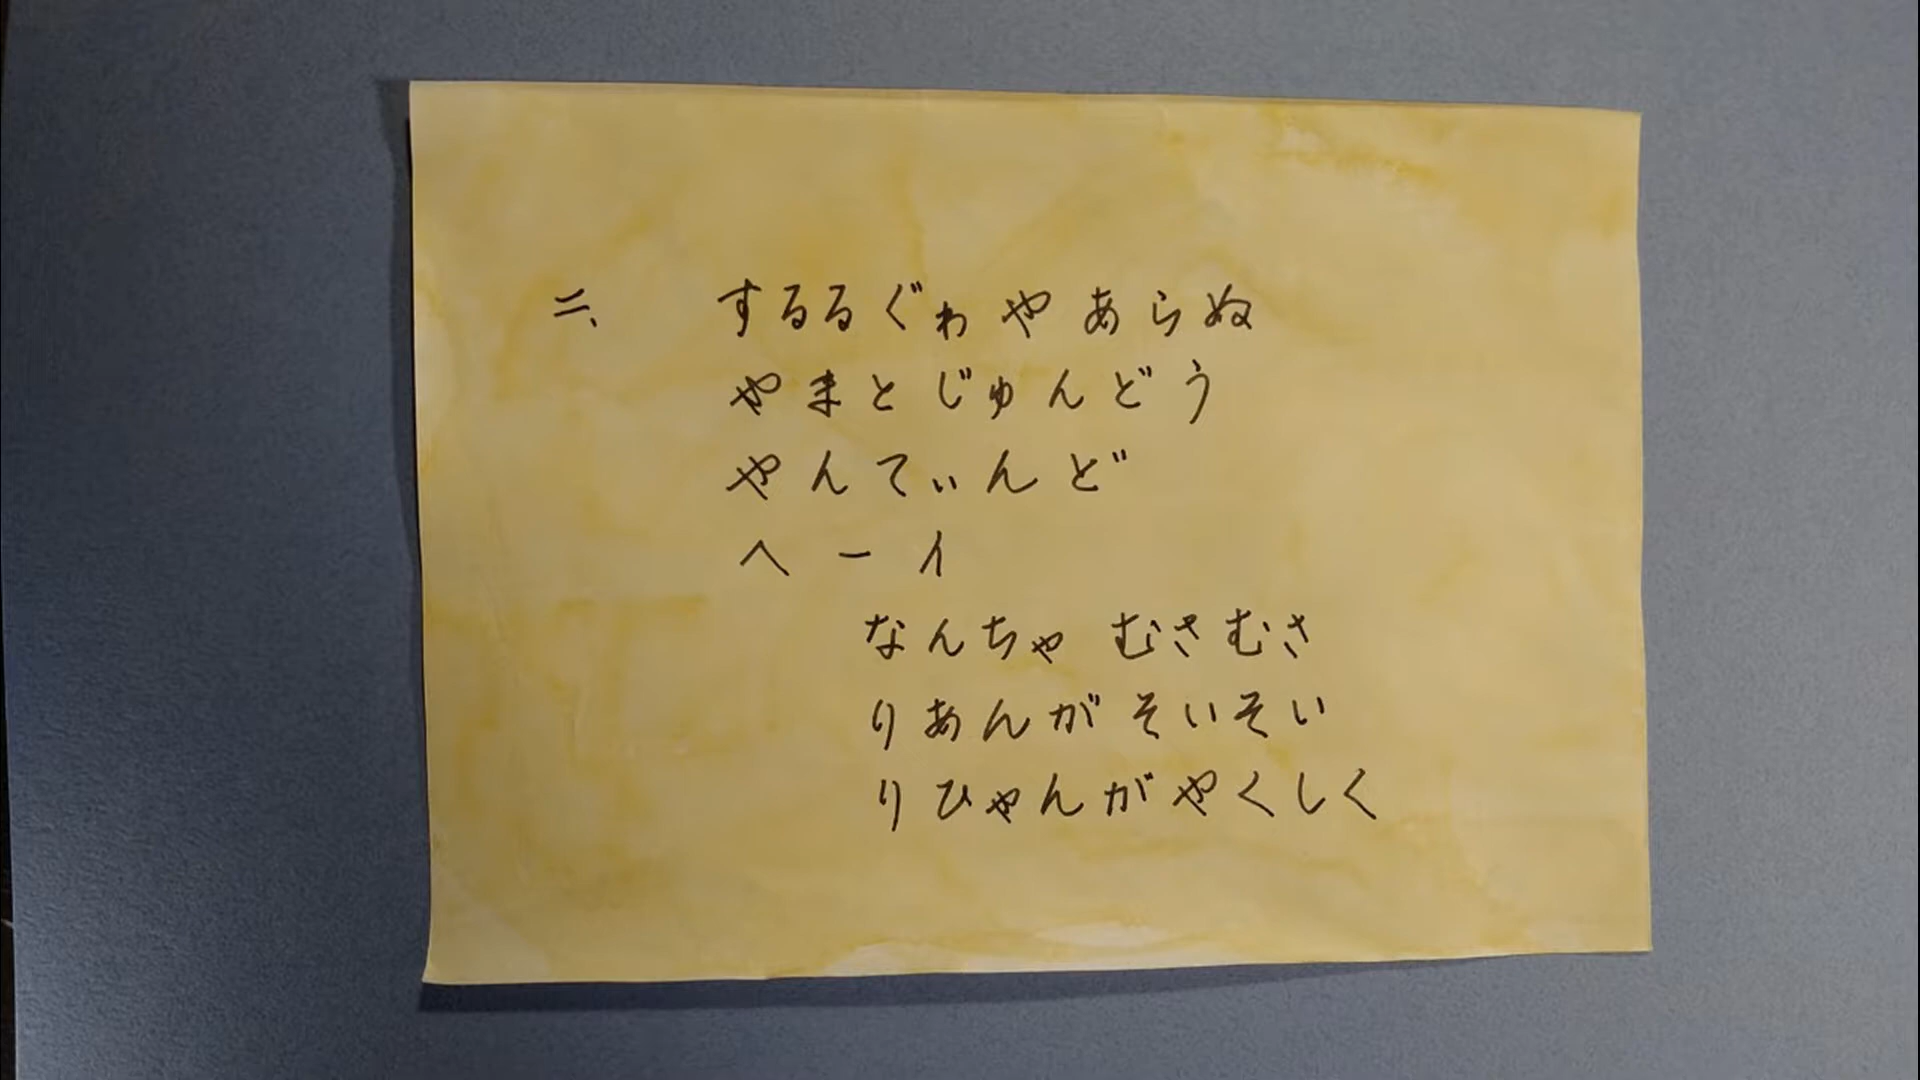 二、 するるぐゎやあらぬ
やまとじゅんどう
やんてぃんど
ヘーイ
なんちゃ むさむさ
りあんがそいそい
りひゃんがやくしく